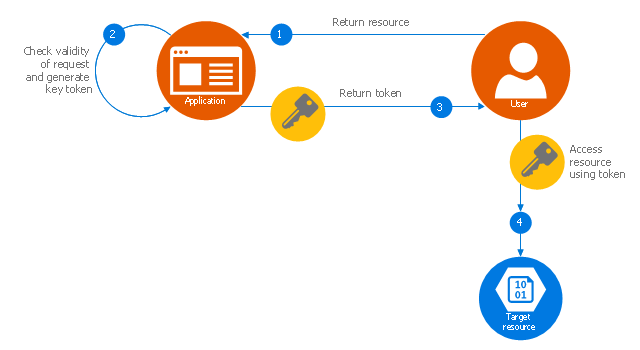 Return resource
1
2
Check validity
of request
and generate
key token
Application
User
Return token
3
Access
resource
using token
4
10
01
Target
resource